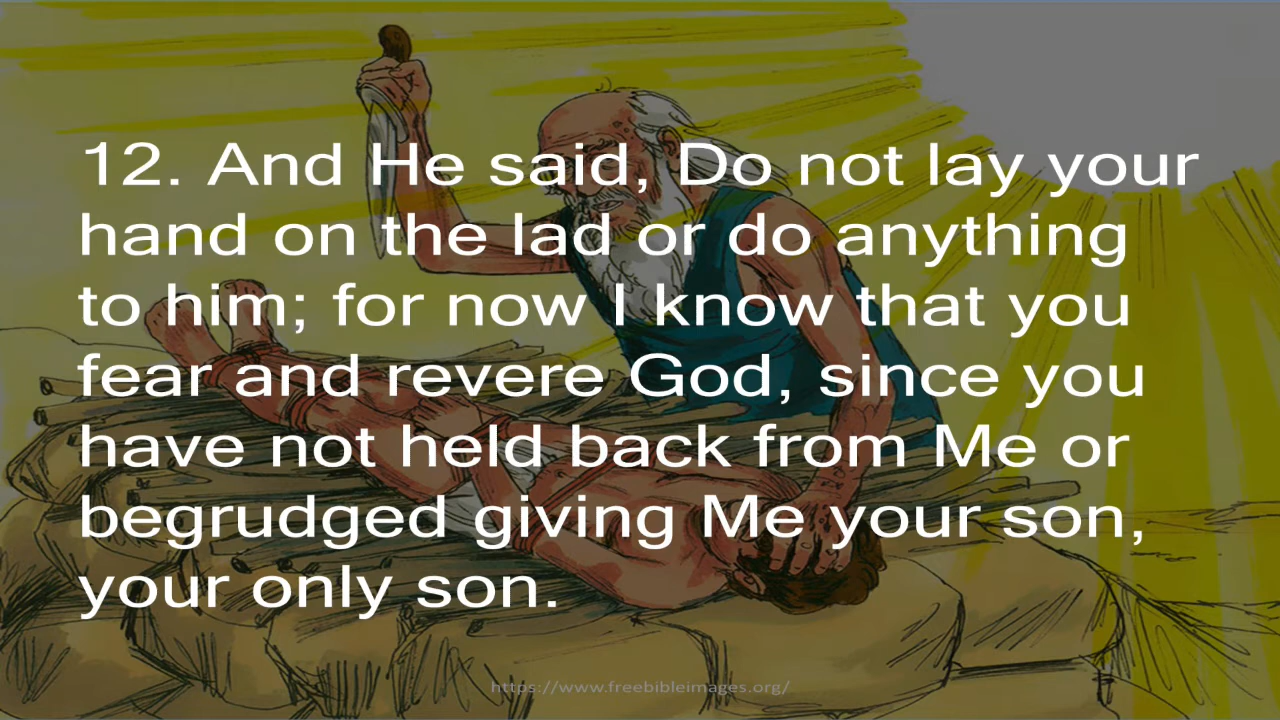 12. And He said, Do not lay your
hand on the lad or do anything
to him; for now I know that you
fear and revere God, since you
have not held back from Me or
begrudged giving Me your son,
your only son.
https://www.freebibleimages.org/